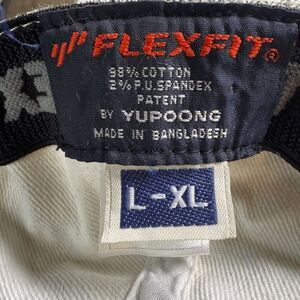 FLEXFIT®
98% COTTON
2% P.U.SPANDEX
PATENT
BY YUPOONG
MADE IN BANGLADESH
L-XL